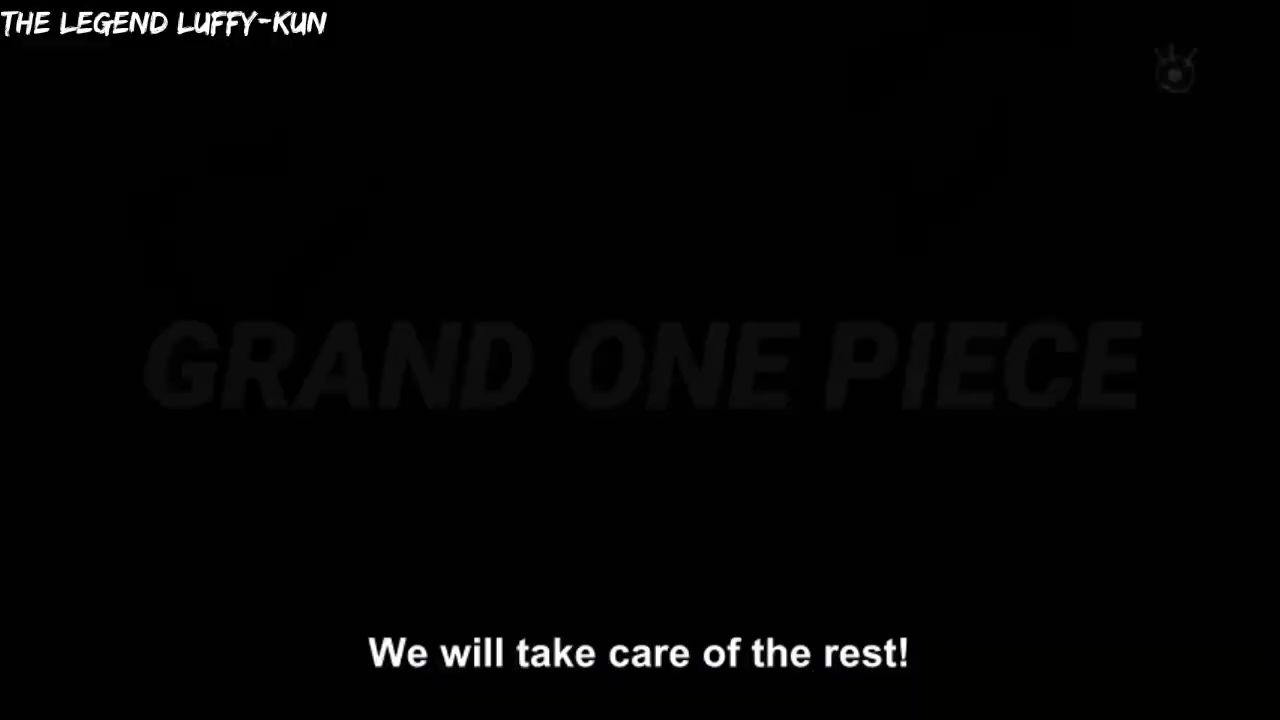 THE LEGEND LUFFY-KUN
GRAND ONE PIECE
We will take care of the rest!